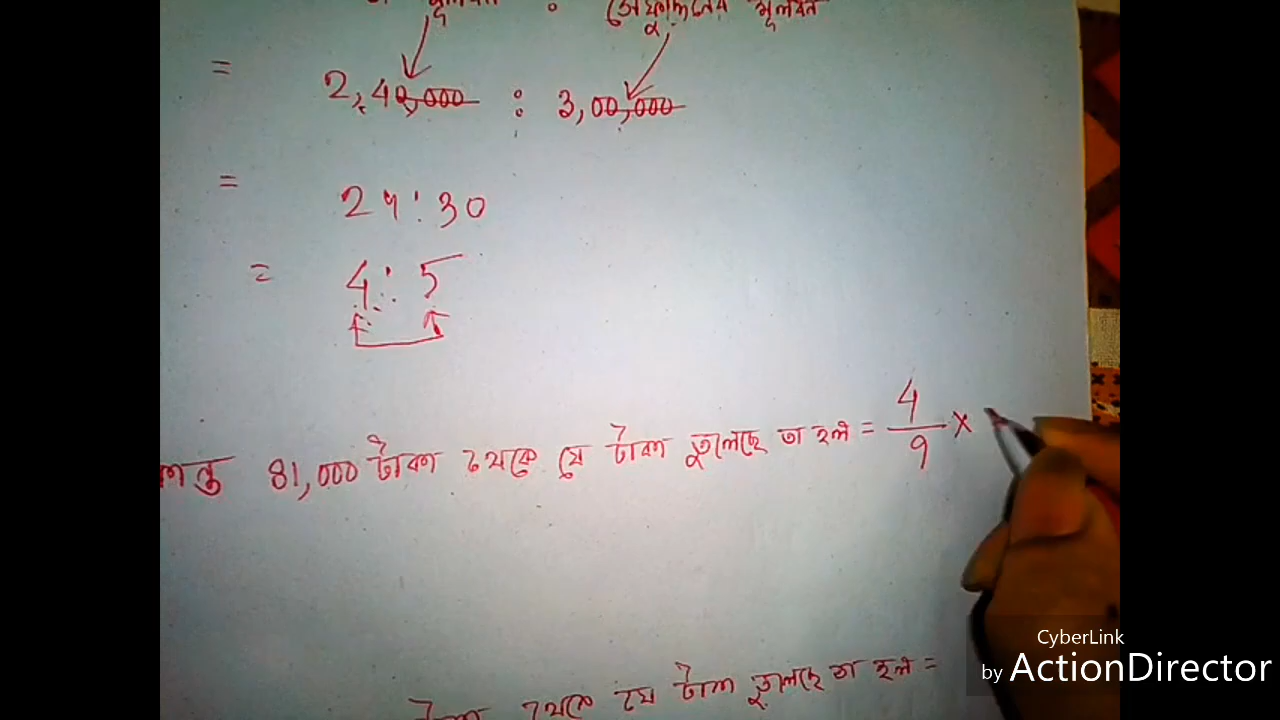 : সেফালিদের মূলধন
= 2,40,000 : 3,00,000
= 24:30
= 4:5
কান্ত 81,000 টাকা থেকে যে টাকা তুলেছে তা হল = 4/9 ×
টাকা থেকে যে টাকা তুলেছে তা হল =
CyberLink
by ActionDirector